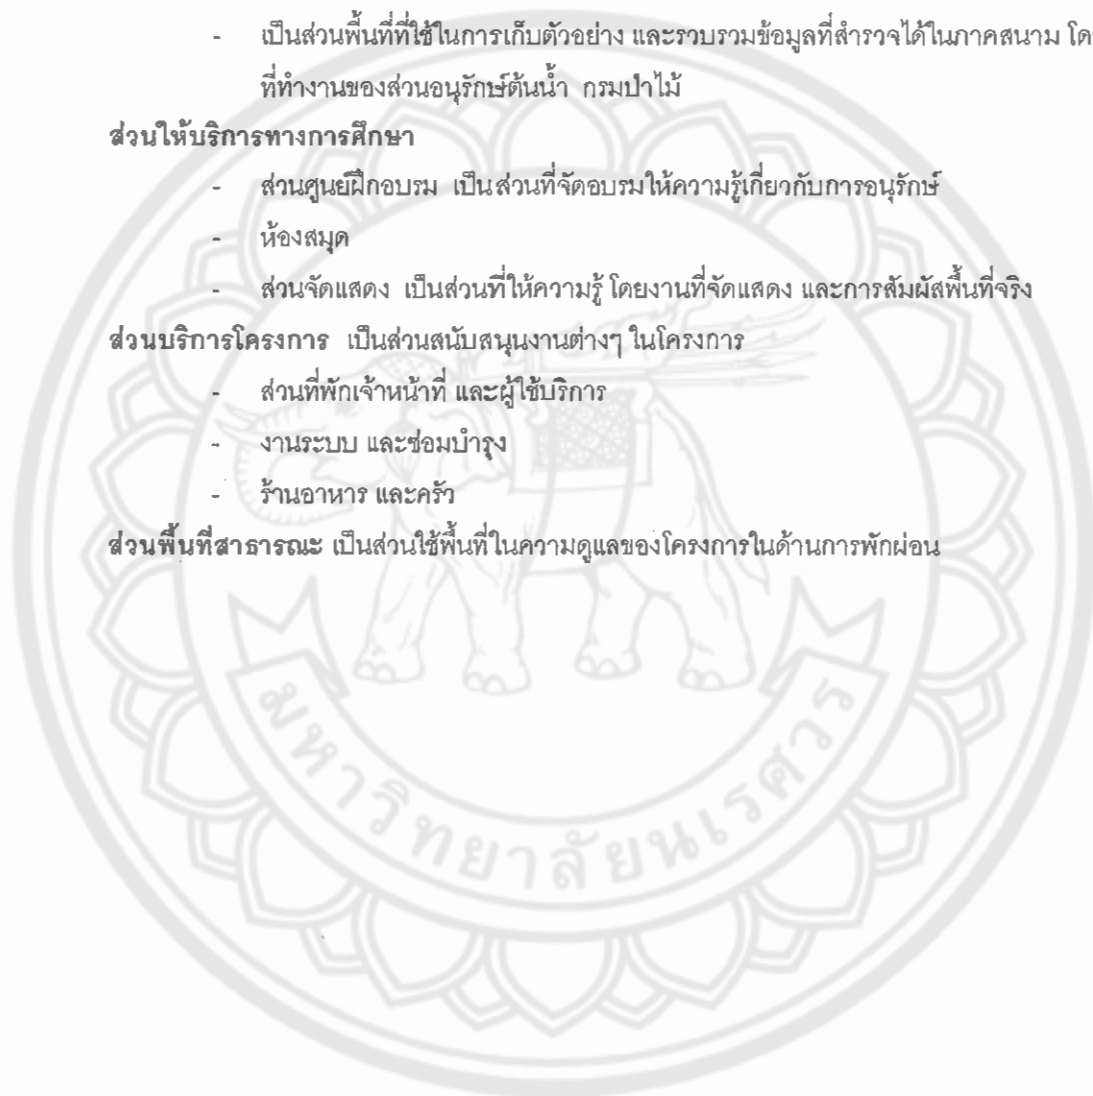 - เป็นส่วนพื้นที่ที่ใช้ในการเก็บตัวอย่าง และรวบรวมข้อมูลที่สำรวจได้ในภาคสนาม
ที่ทำงานของส่วนอนุรักษ์ต้นน้ำ กรมป่าไม้
ส่วนให้บริการทางการศึกษา
- ส่วนศูนย์ฝึกอบรม เป็นส่วนที่จัดอบรมให้ความรู้เกี่ยวกับการอนุรักษ์
- ห้องสมุด
- ส่วนจัดแสดง เป็นส่วนที่ให้ความรู้ โดยงานที่จัดแสดง และการสัมผัสพื้นที่จริง
ส่วนบริการโครงการ เป็นส่วนสนับสนุนงานต่างๆ ในโครงการ
- ส่วนที่พักเจ้าหน้าที่ และผู้ใช้บริการ
- งานระบบ และซ่อมบำรุง
- ร้านอาหาร และครัว
ส่วนพื้นที่สาธารณะ เป็นส่วนใช้พื้นที่ในความดูแลของโครงการในด้านการพักผ่อน
มหาวิทยาลัยนเรศวร